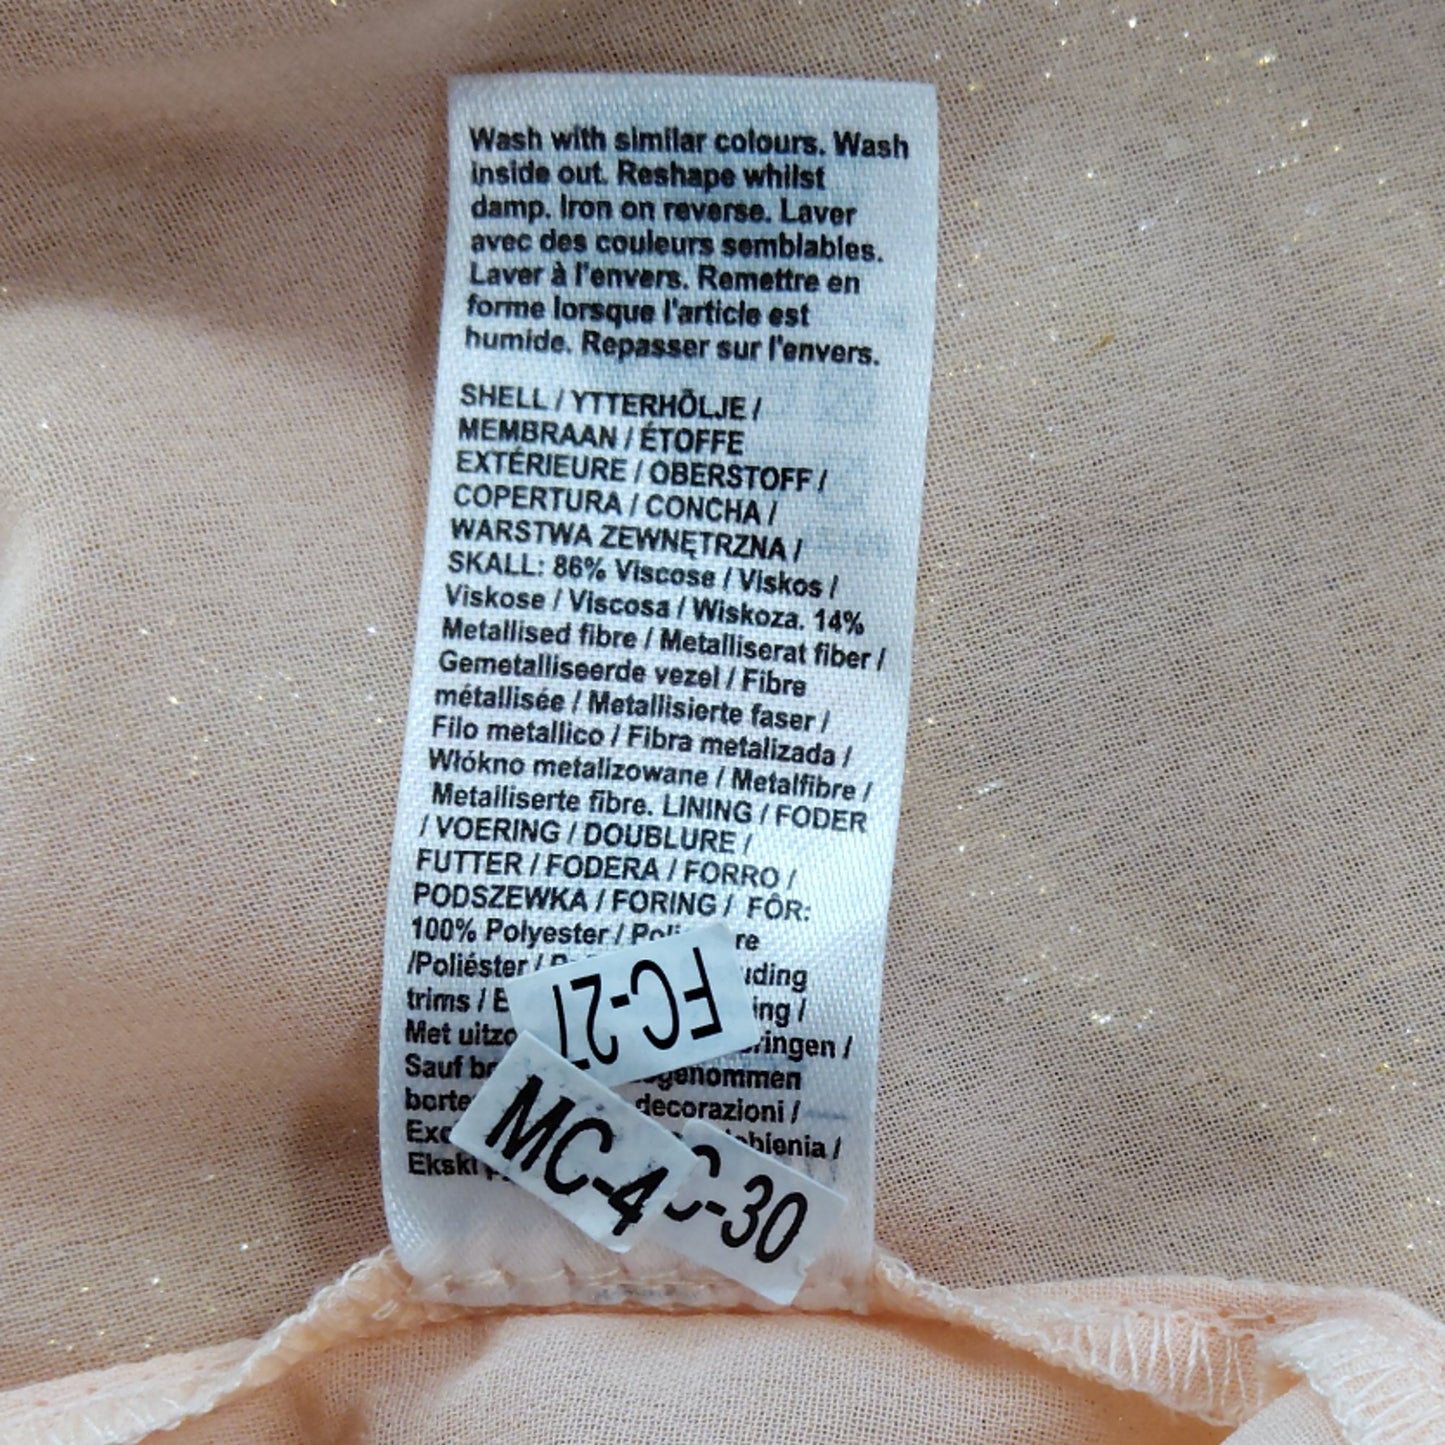 Wash with similar colours. Wash
inside out. Reshape whilst
damp. Iron on reverse. Laver
avec des couleurs semblables.
Laver à l'envers. Remettre en
forme lorsque l'article est
humide. Repasser sur l'envers.
SHELL / YTTERHÕLJE /
MEMBRAAN / ÉTOFFE
EXTÉRIEURE / OBERSTOFF /
COPERTURA / CONCHA /
WARSTWA ZEWNĘTRZNA /
SKALL: 86% Viscose / Viskos /
Viskose / Viscosa / Wiskoza. 14%
Metallised fibre / Metalliserat fiber /
Gemetalliseerde vezel / Fibre
métallisée / Metallisierte faser /
Filo metallico / Fibra metalizada /
Włókno metalizowane / Metalfibre /
Metalliserte fibre. LINING / FODER
/ VOERING / DOUBLURE /
FUTTER / FODERA / FORRO /
PODSZEWKA / FORING / FÔR:
100% Polyester /
/Poliéster /
trims /
Met
Sauf
decorazioni /
FC-27
MC-4
-30